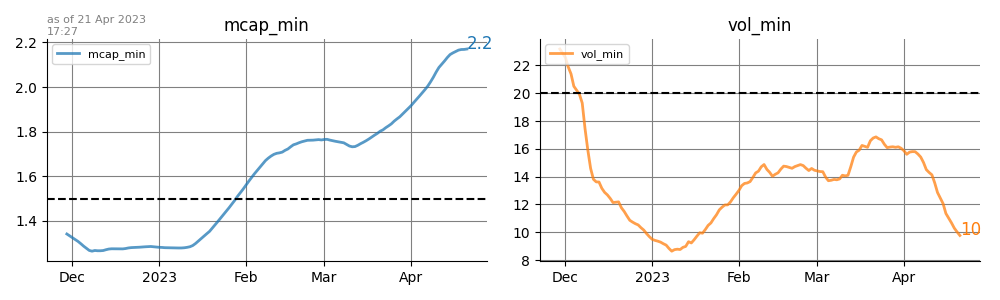 as of 21 Apr 2023
17:27
mcap_min
2.2
2.0
1.8
1.6
1.4
mcap_min
2.2
Dec
2023
Feb
Mar
Apr
vol_min
22
20
18
16
14
12
10
8
vol_min
10
Dec
2023
Feb
Mar
Apr